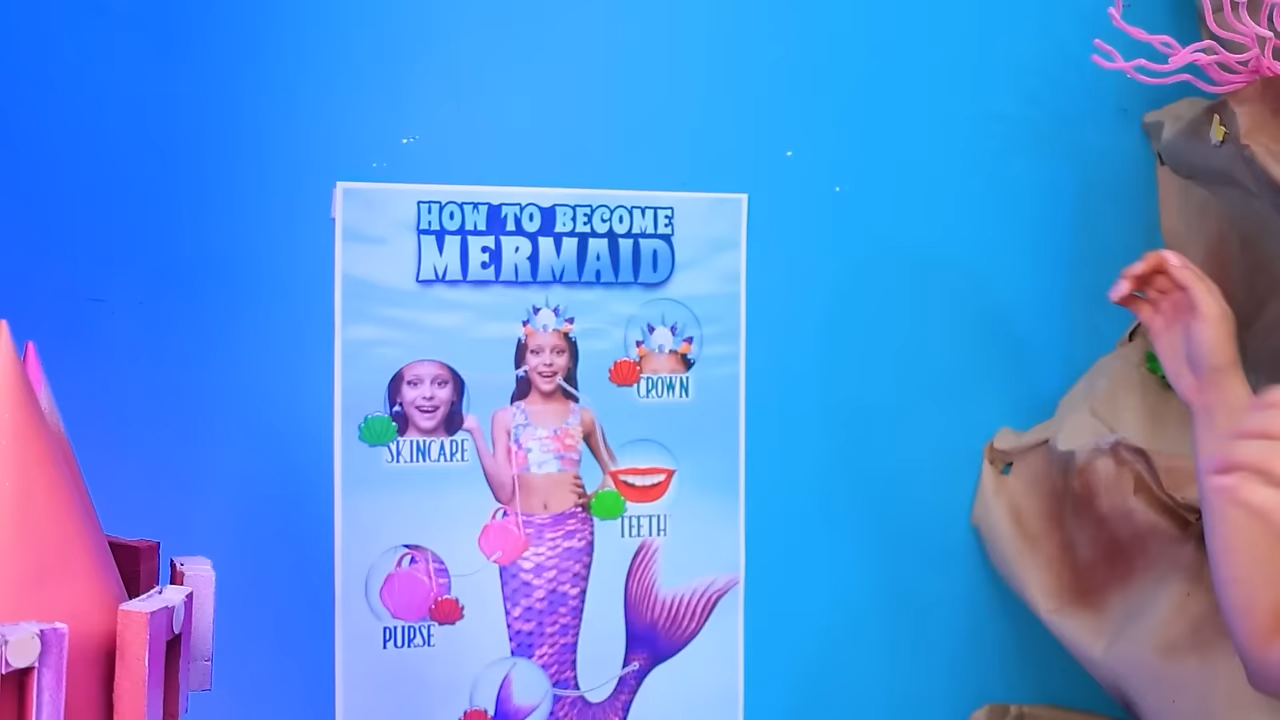 HOW TO BECOME
MERMAID
CROWN
SKINCARE
TEETH
PURSE